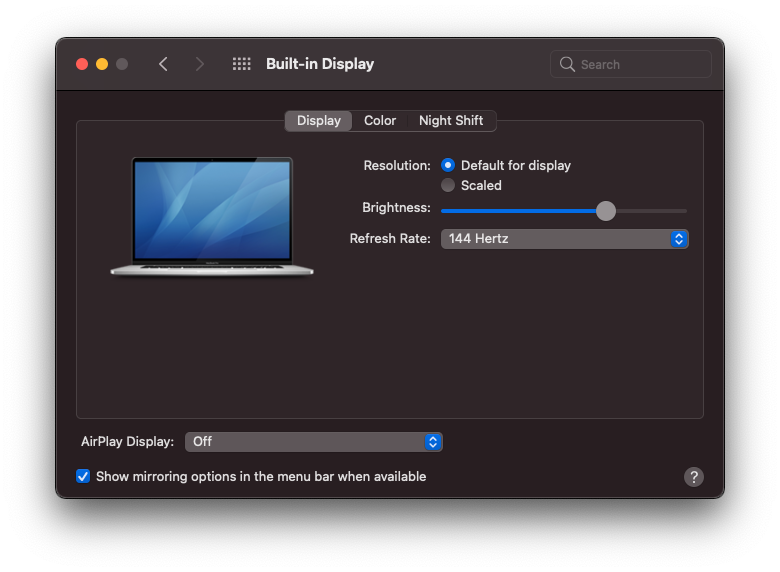 Built-in Display
Search
Display Color Night Shift
Resolution: Default for display
Scaled
Brightness:
Refresh Rate: 144 Hertz
AirPlay Display: Off
Show mirroring options in the menu bar when available
?